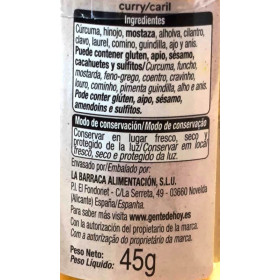 curry/caril
Ingredientes
Cúrcuma, hinojo, mostaza, alholva, cilantro,
clavo, laurel, comino, guindilla, ajo y anís.
Puede contener gluten, apio, sésamo,
cacahuetes y sulfitos/Curcuma, funcho,
mostarda, feno-grego, coentro, cravinho,
louro, cominho, pimenta guindilla, alho e anis.
Pode conter glúten, aipo, sésamo,
amendoins e sulfitos.
Modo de conservación/Modo de conservação
Conservar en lugar fresco, seco y
protegido de la luz/Conservar em local
fresco, seco e protegido da luz.
Envasado por/Embalado por:
LA BARRACA ALIMENTACIÓN, S.L.U.
P.I. El Fondonet - C/La Serreta, 49 - 03660 Novelda
(Alicante) España/Espanha.
Para saber más visita www.gentedehoy.es
Con la autorización del propietario de la marca.
Com a autorização do proprietário da marca.
Peso Neto:
Peso Líquido: 45g